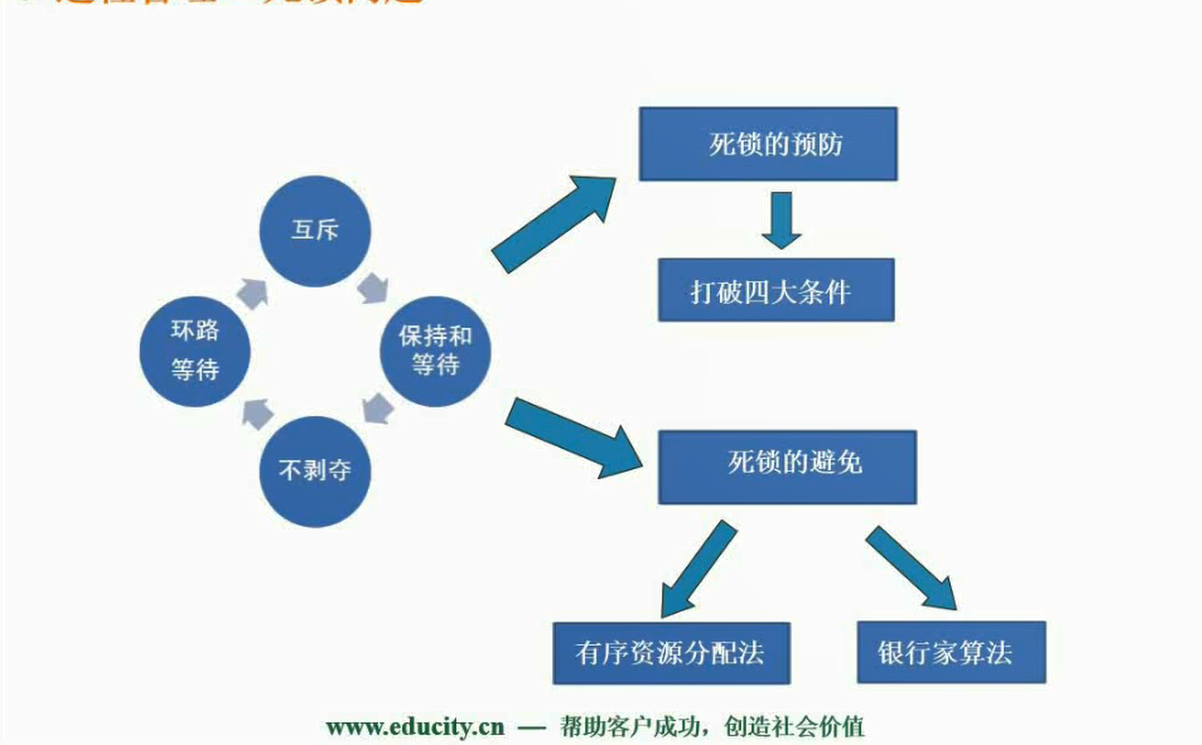 死锁的预防
互斥
打破四大条件
环路
等待
保持和
等待
不剥夺
死锁的避免
有序资源分配法
银行家算法
www.educity.cn — 帮助客户成功，创造社会价值